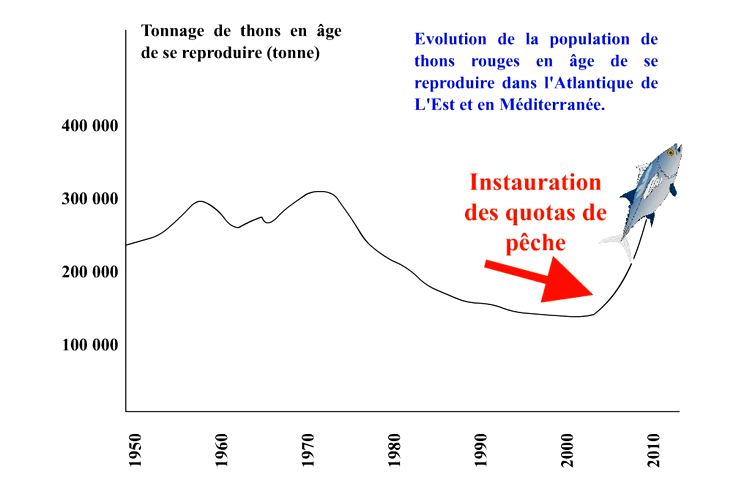 Tonnage de thons en âge
de se reproduire (tonne)
Evolution de la population de
thons rouges en âge de se
reproduire dans l'Atlantique de
L'Est et en Méditerranée.
400 000
300 000
200 000
100 000
Instauration
des quotas de
pêche
1950
1960
1970
1980
1990
2000
2010